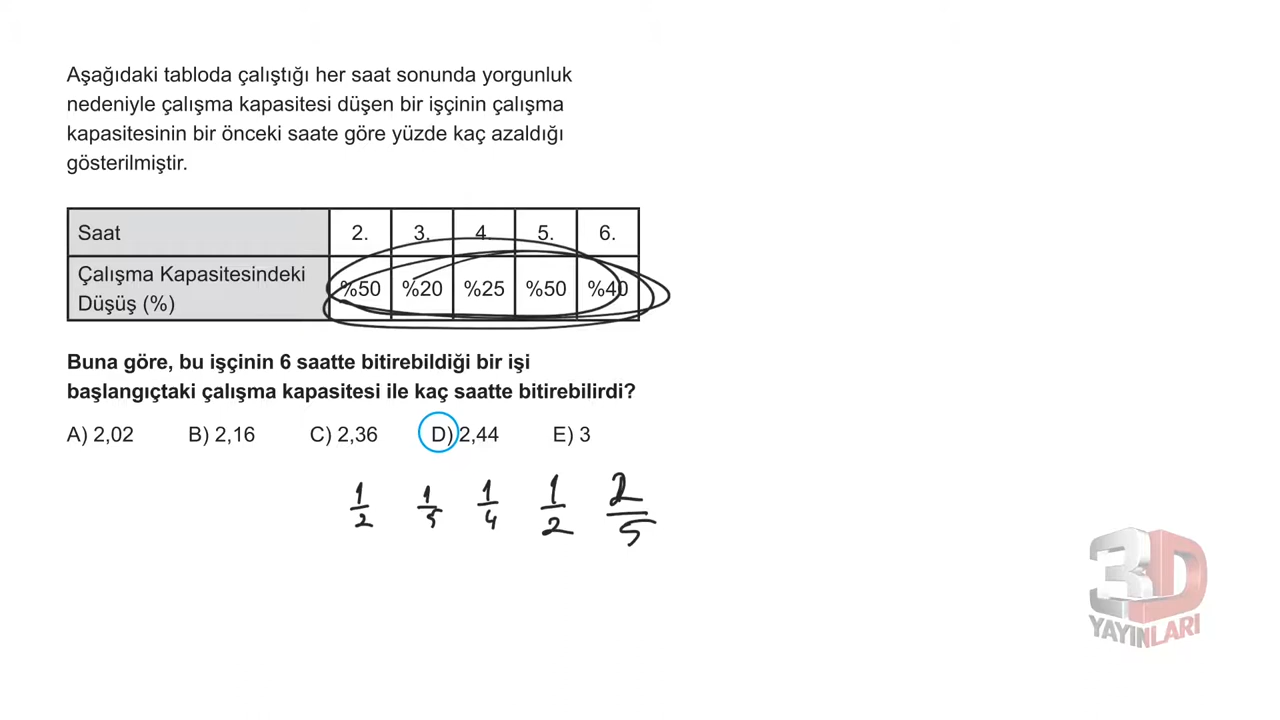 Aşağıdaki tabloda çalıştığı her saat sonunda yorgunluk
nedeniyle çalışma kapasitesi düşen bir işçinin çalışma
kapasitesinin bir önceki saate göre yüzde kaç azaldığı
gösterilmiştir.
Saat 2. 3. 4. 5. 6.
Çalışma Kapasitesindeki
Düşüş (%) %50 %20 %25 %50 %40
Buna göre, bu işçinin 6 saatte bitirebildiği bir işi
başlangıçtaki çalışma kapasitesi ile kaç saatte bitirebilirdi?
A) 2,02 B) 2,16 C) 2,36 D) 2,44 E) 3
1/2 1/5 1/4 1/2 2/5
3D
YAYINLARI